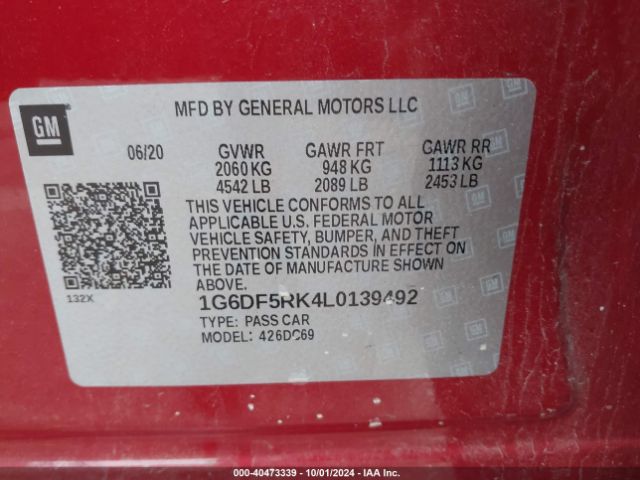 GM
MFD BY GENERAL MOTORS LLC
06/20 GVWR GAWR FRT GAWR RR
2060 KG 948 KG 1113 KG
4542 LB 2089 LB 2453 LB
THIS VEHICLE CONFORMS TO ALL
APPLICABLE U.S. FEDERAL MOTOR
VEHICLE SAFETY, BUMPER, AND THEFT
PREVENTION STANDARDS IN EFFECT ON
THE DATE OF MANUFACTURE SHOWN
ABOVE.
132X
1G6DF5RK4L0139492
TYPE: PASS CAR
MODEL: 426DC69
000-40473339 - 10/01/2024 - IAA Inc.